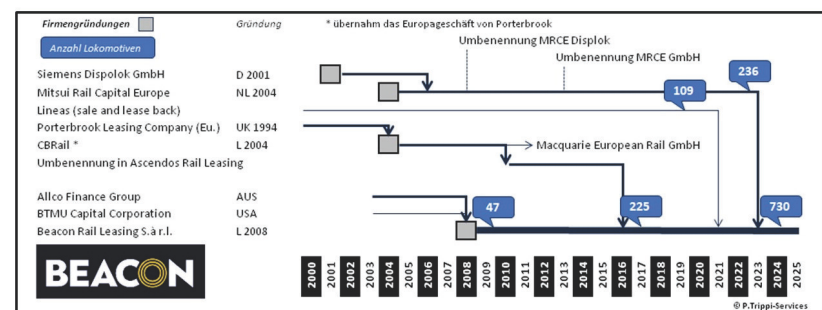 Firmengründungen Gründung * übernahm das Europageschäft von Porterbrook
Umbenennung MRCE Displok
Anzahl Lokomotiven
Umbenennung MRCE GmbH
Siemens Dispolok GmbH D 2001 236
Mitsui Rail Capital Europe NL 2004 109
Lineas (sale and lease back)
Porterbrook Leasing Company (Eu.) UK 1994
CBRail * L 2004 Macquarie European Rail GmbH
Umbenennung in Ascendos Rail Leasing
Allco Finance Group AUS
BTMU Capital Corporation USA 47 225 730
Beacon Rail Leasing S.à r.l. L 2008
BEACON
2000 2001 2002 2003 2004 2005 2006 2007 2008 2009 2010 2011 2012 2013 2014 2015 2016 2017 2018 2019 2020 2021 2022 2023 2024 2025
© P.Trippi-Services